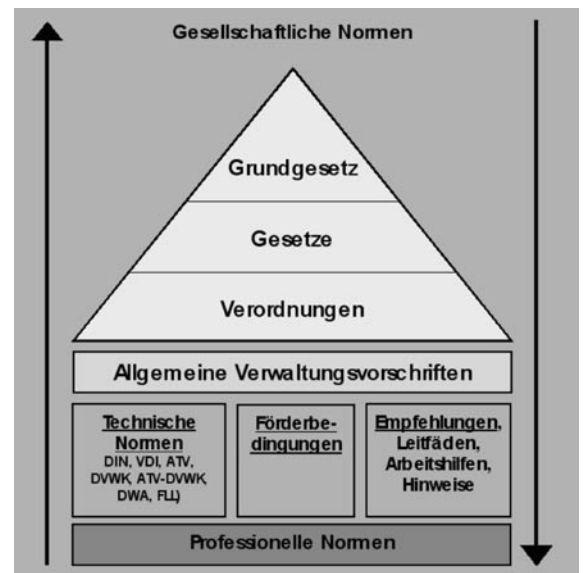 Gesellschaftliche Normen
Grundgesetz
Gesetze
Verordnungen
Allgemeine Verwaltungsvorschriften
Technische
Normen
DIN, VDI, ATV,
DVWK, ATV-DVWK,
DWA, FLL)
Förderbe-
dingungen
Empfehlungen,
Leitfäden,
Arbeitshilfen,
Hinweise
Professionelle Normen